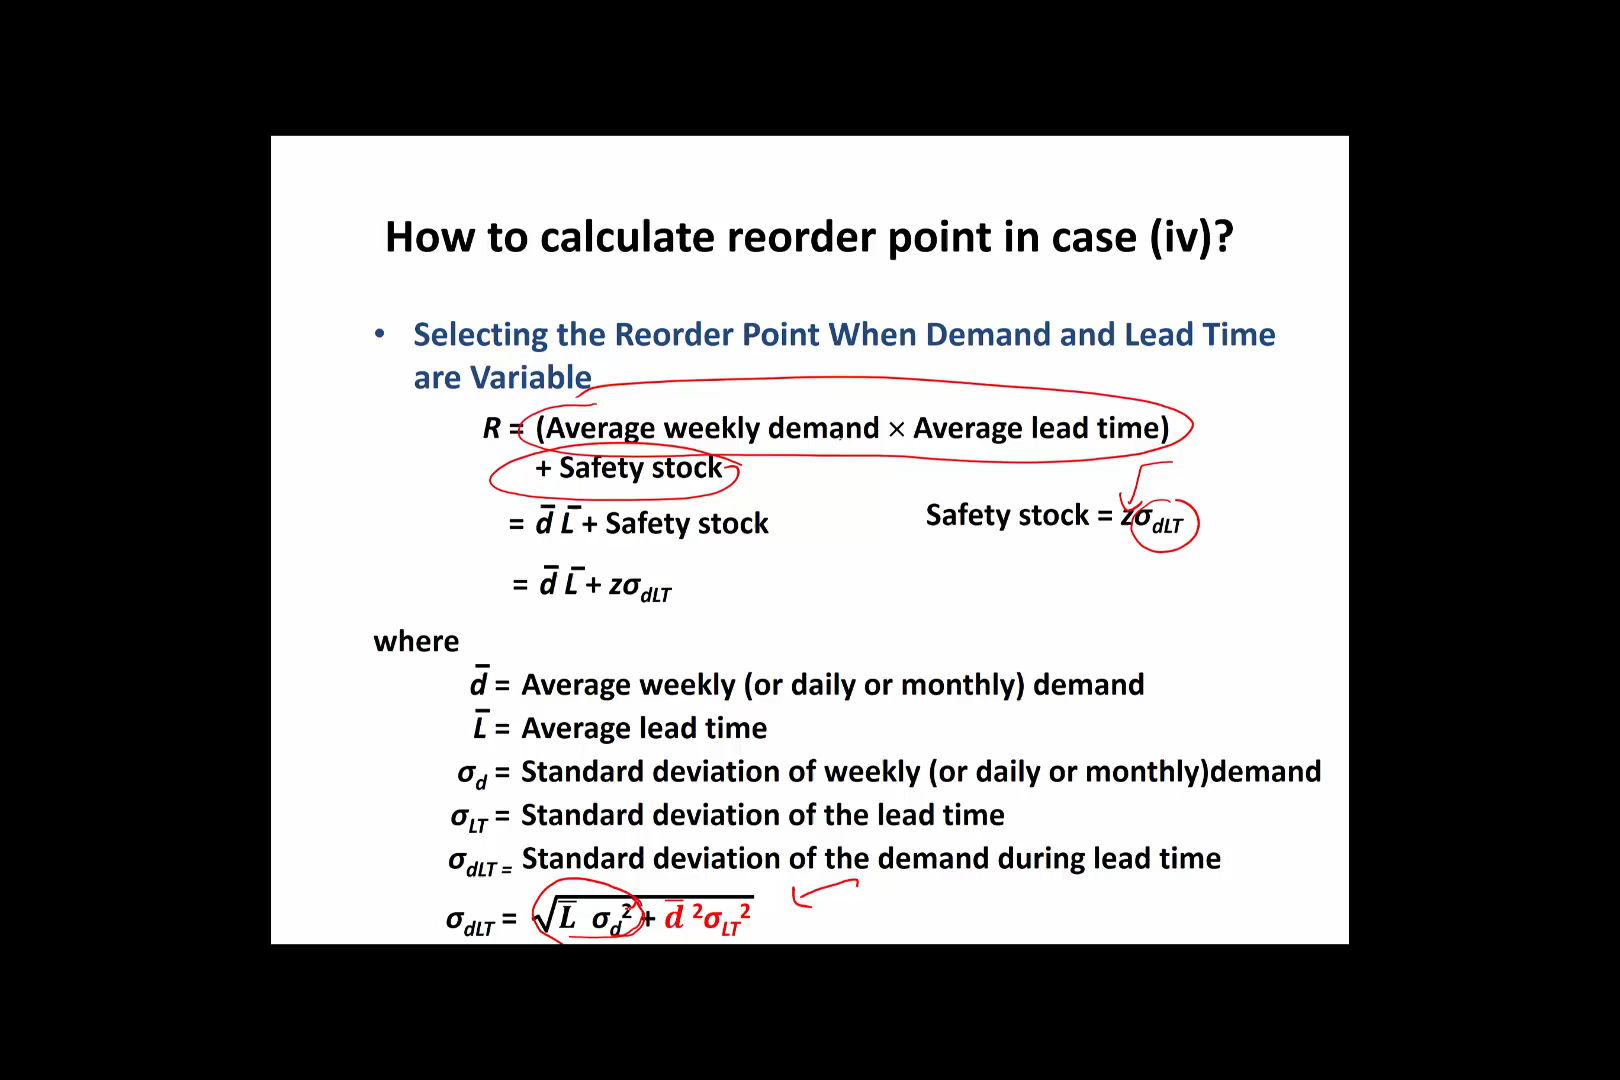 How to calculate reorder point in case (iv)?
• Selecting the Reorder Point When Demand and Lead Time
are Variable
R = (Average weekly demand × Average lead time)
+ Safety stock
= d̄ L̄ + Safety stock
Safety stock = zσdLT
= d̄ L̄ + zσdLT
where
d̄ = Average weekly (or daily or monthly) demand
L̄ = Average lead time
σd = Standard deviation of weekly (or daily or monthly)demand
σLT = Standard deviation of the lead time
σdLT = Standard deviation of the demand during lead time
σdLT = √L̄ σd² + d̄ ²σLT²